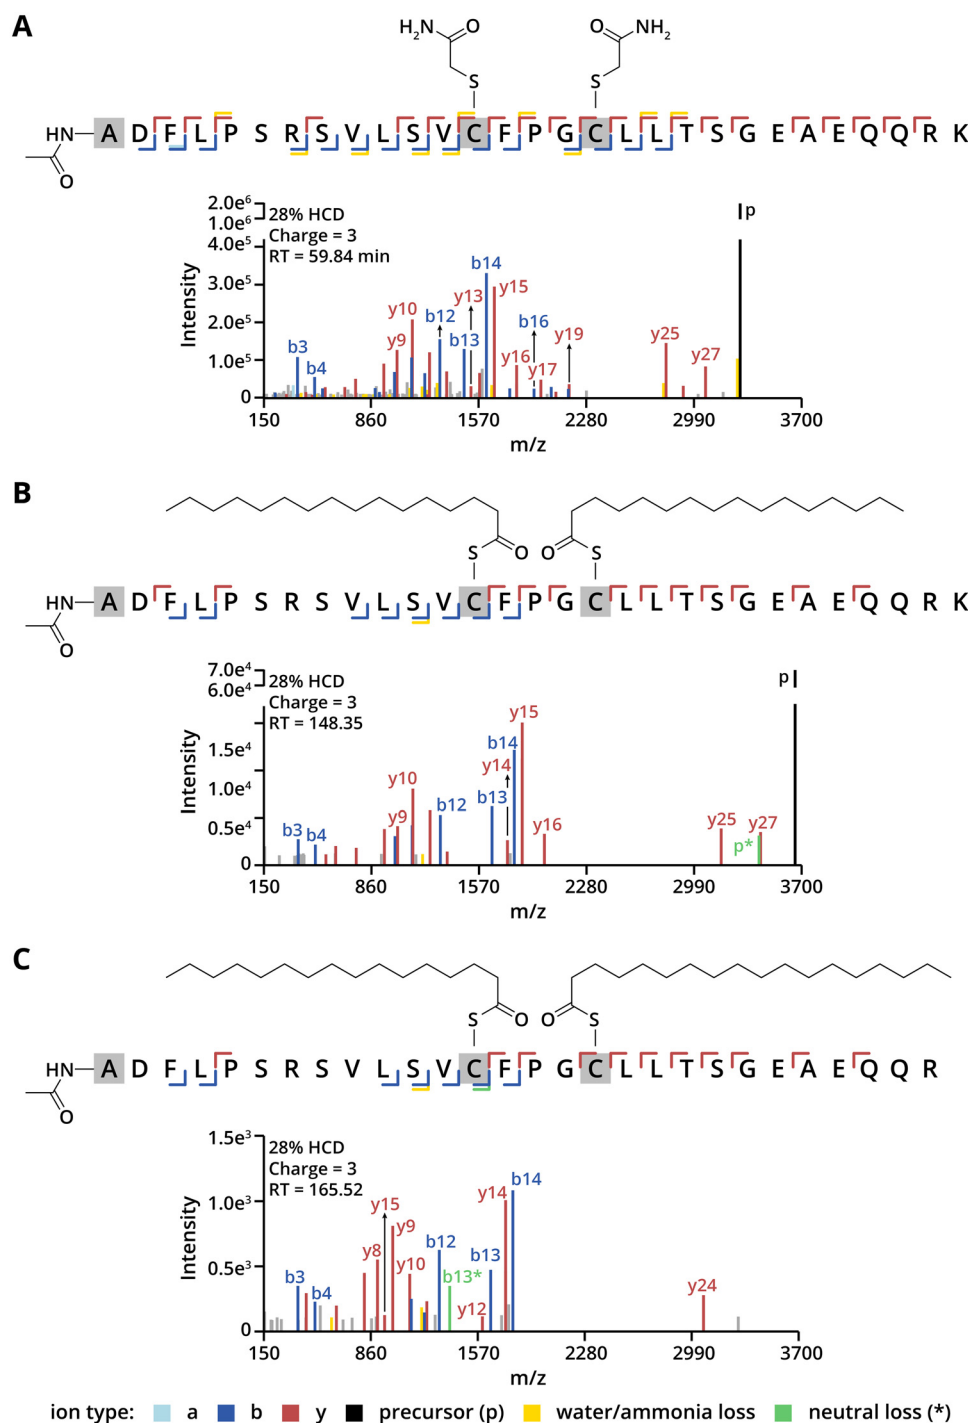 A
H₂N O O NH₂
S S
HN A D F L P S R S V L S V C F P G C L L T S G E A E Q Q R K
O
2.0e⁶
1.0e⁶
4.0e⁵
3.0e⁵
2.0e⁵
1.0e⁵
0
Intensity
28% HCD
Charge = 3
RT = 59.84 min
p
b3 b4 y9 y10 b12 y13 b13 b14 y15 y16 b16 y17 y19 y25 y27
150 860 1570 2280 2990 3700
m/z
B
S O O S
HN A D F L P S R S V L S V C F P G C L L T S G E A E Q Q R K
O
7.0e⁴
6.0e⁴
1.5e⁴
1.0e⁴
0.5e⁴
0
Intensity
28% HCD
Charge = 3
RT = 148.35
p
b3 b4 y9 y10 b12 b13 y14 b14 y15 y16 y25 p* y27
150 860 1570 2280 2990 3700
m/z
C
S O O S
HN A D F L P S R S V L S V C F P G C L L T S G E A E Q Q R
O
1.5e³
1.0e³
0.5e³
0
Intensity
28% HCD
Charge = 3
RT = 165.52
b3 b4 y8 y15 y9 y10 b12 b13* y12 b13 y14 b14 y24
150 860 1570 2280 2990 3700
m/z
ion type: a b y precursor (p) water/ammonia loss neutral loss (*)